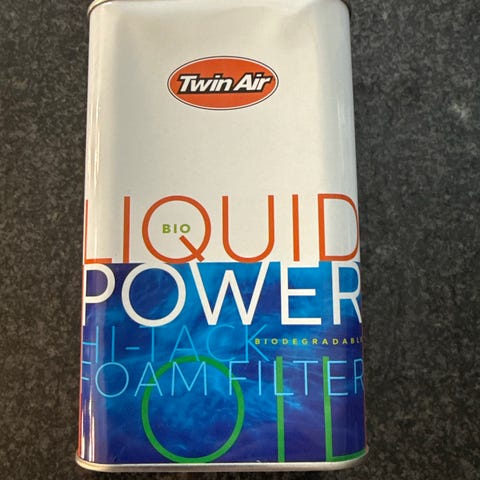 Twin Air
LIQUID
BIO
POWER
HI-TACK
BIODEGRADABLE
FOAM FILTER
OIL